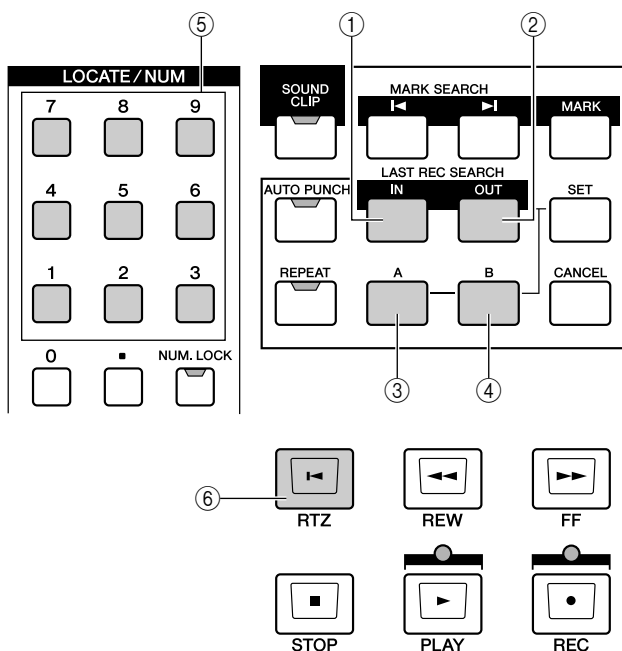 ⑤ ① ②
LOCATE/NUM
7 8 9
4 5 6
1 2 3
0 . NUM. LOCK
SOUND CLIP
MARK SEARCH
MARK
LAST REC SEARCH
AUTO PUNCH IN OUT SET
REPEAT A B CANCEL
③ ④
⑥
RTZ REW FF
STOP PLAY REC